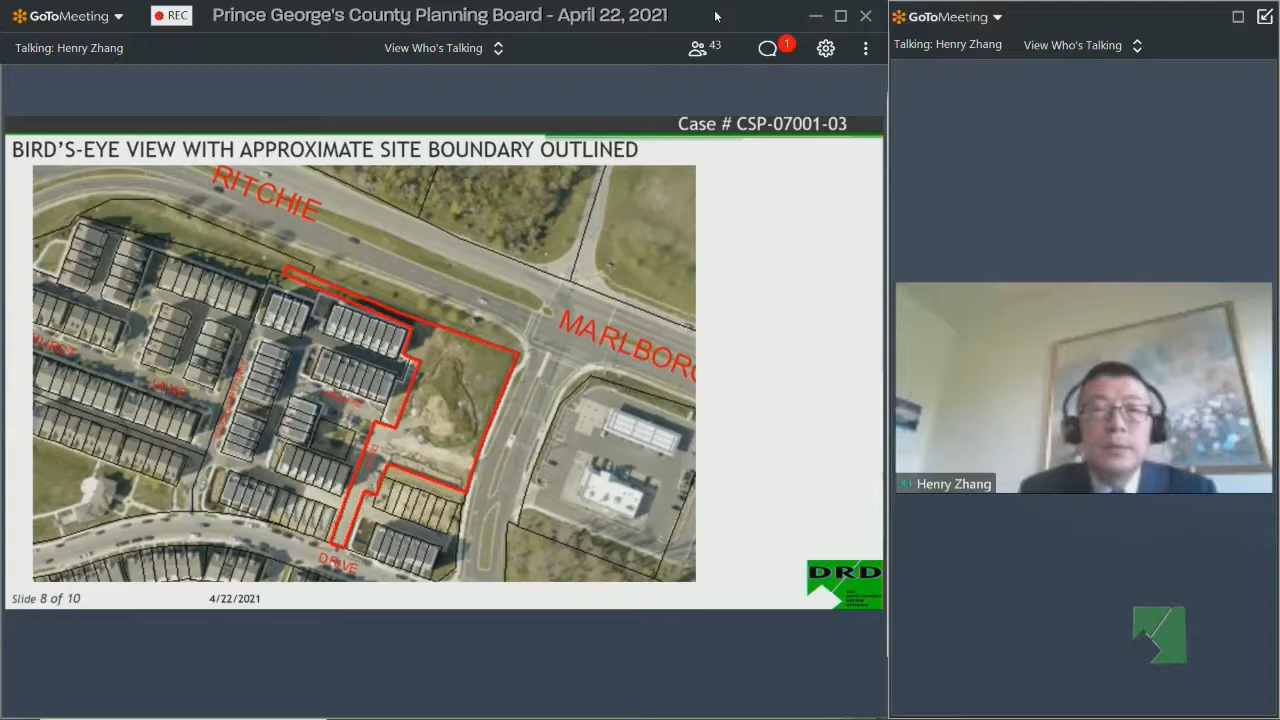 GoToMeeting
REC
Prince George's County Planning Board - April 22, 2021
GoToMeeting
Talking: Henry Zhang
View Who's Talking
43
1
Talking: Henry Zhang
View Who's Talking
Case # CSP-07001-03
BIRD'S-EYE VIEW WITH APPROXIMATE SITE BOUNDARY OUTLINED
RITCHIE
MARLBORO
LANE
DRIVE
Henry Zhang
DRD
Slide 8 of 10
4/22/2021